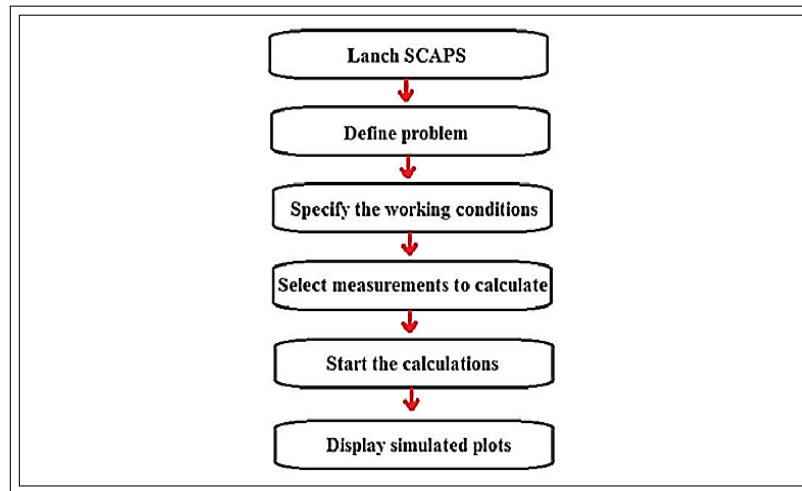 Lanch SCAPS
Define problem
Specify the working conditions
Select measurements to calculate
Start the calculations
Display simulated plots